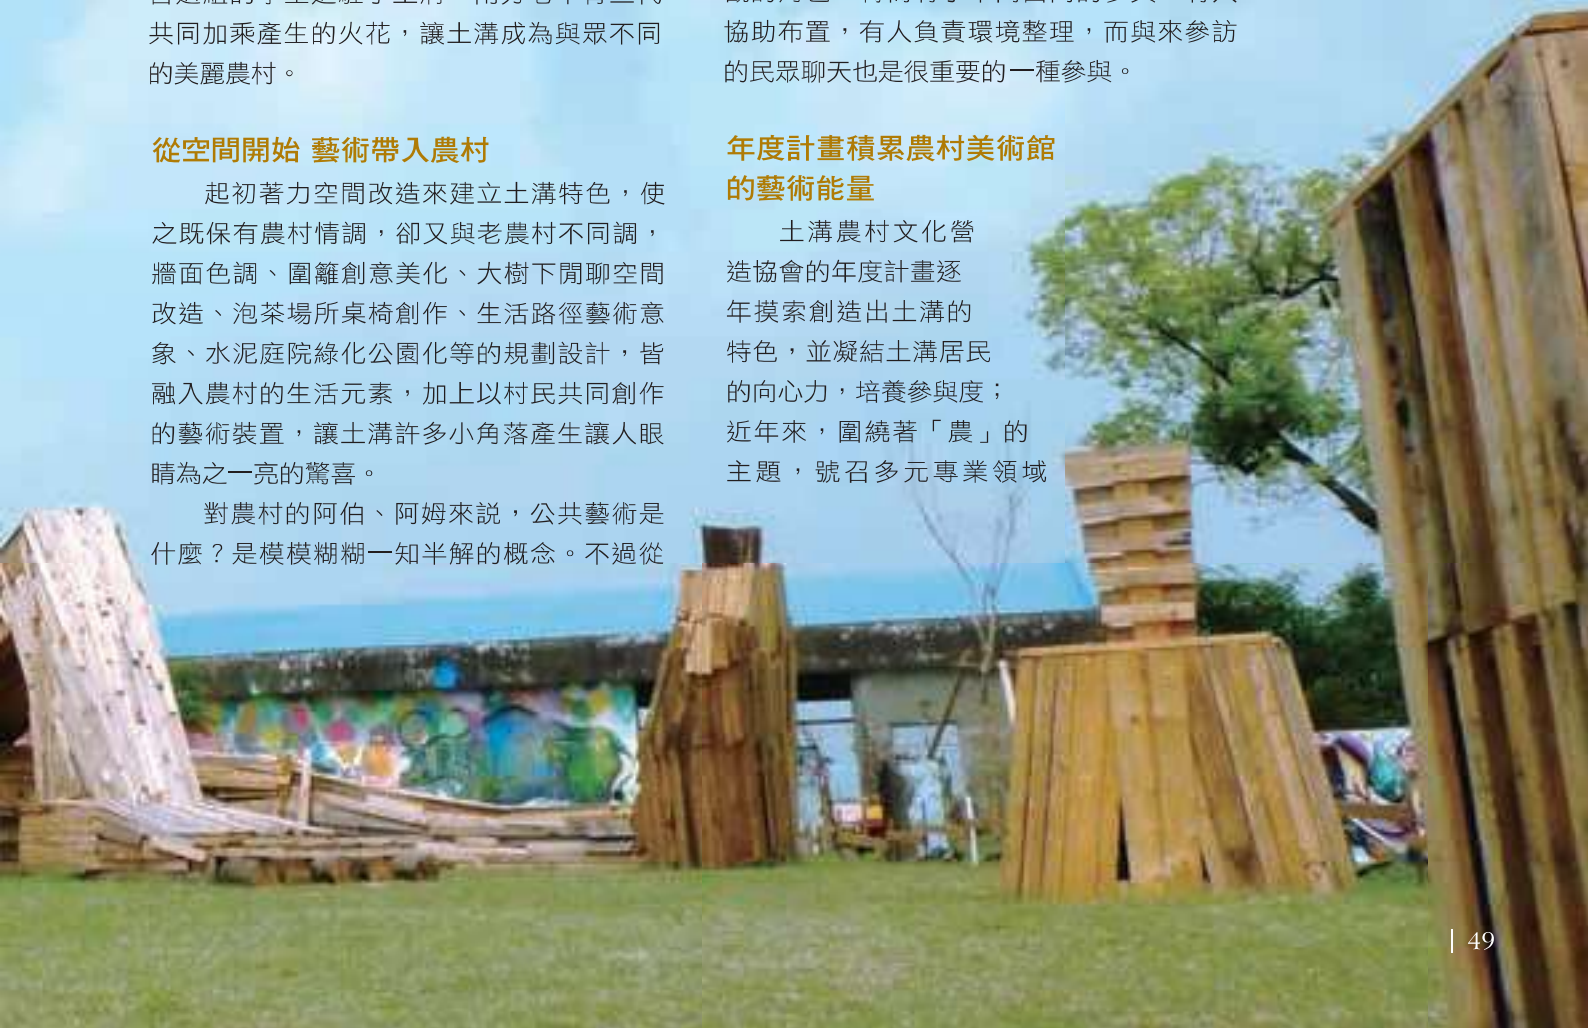 共同加乘產生的火花，讓土溝成為與眾不同
的美麗農村。
從空間開始 藝術帶入農村
起初著力空間改造來建立土溝特色，使
之既保有農村情調，卻又與老農村不同調，
牆面色調、圍籬創意美化、大樹下閒聊空間
改造、泡茶場所桌椅創作、生活路徑藝術意
象、水泥庭院綠化公園化等的規劃設計，皆
融入農村的生活元素，加上以村民共同創作
的藝術裝置，讓土溝許多小角落產生讓人眼
睛為之一亮的驚喜。
對農村的阿伯、阿姆來說，公共藝術是
什麼？是模模糊糊一知半解的概念。不過從
協助布置，有人負責環境整理，而與來參訪
的民眾聊天也是很重要的一種參與。
年度計畫積累農村美術館
的藝術能量
土溝農村文化營
造協會的年度計畫逐
年摸索創造出土溝的
特色，並凝結土溝居民
的向心力，培養參與度；
近年來，圍繞著「農」的
主題，號召多元專業領域
| 49